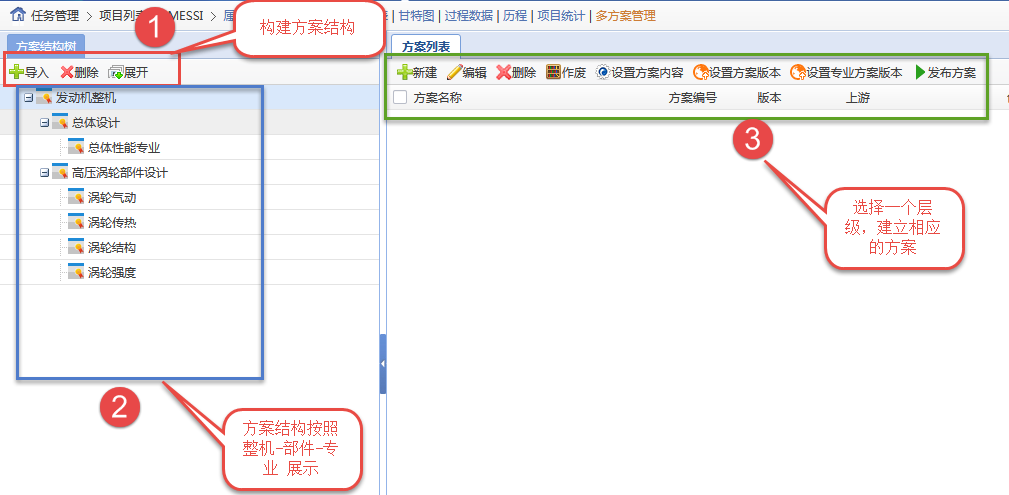 任务管理 > 项目列表 MESSI > | 甘特图 | 过程数据 | 历程 | 项目统计 | 多方案管理
1
构建方案结构
方案结构树
导入 删除 展开
发动机整机
总体设计
总体性能专业
高压涡轮部件设计
涡轮气动
涡轮传热
涡轮结构
涡轮强度
2
方案结构按照
整机-部件-专
业 展示
方案列表
新建 编辑 删除 作废 设置方案内容 设置方案版本 设置专业方案版本 发布方案
方案名称 方案编号 版本 上游
3
选择一个层
级，建立相应
的方案